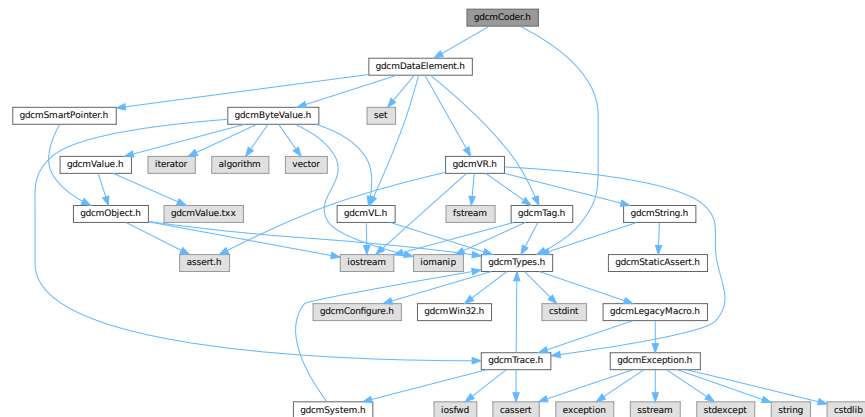 gdcmCoder.h
gdcmDataElement.h
gdcmSmartPointer.h
gdcmByteValue.h
set
gdcmValue.h
iterator
algorithm
vector
gdcmVR.h
gdcmObject.h
gdcmValue.txx
gdcmVL.h
fstream
gdcmTag.h
gdcmString.h
assert.h
iostream
iomanip
gdcmTypes.h
gdcmStaticAssert.h
gdcmConfigure.h
gdcmWin32.h
cstdint
gdcmLegacyMacro.h
gdcmTrace.h
gdcmException.h
gdcmSystem.h
iosfwd
cassert
exception
sstream
stdexcept
string
cstdlib